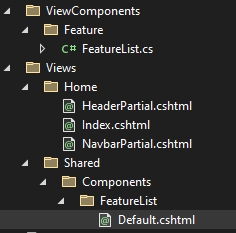 ViewComponents
Feature
C# FeatureList.cs
Views
Home
@ HeaderPartial.cshtml
@ Index.cshtml
@ NavbarPartial.cshtml
Shared
Components
FeatureList
@ Default.cshtml